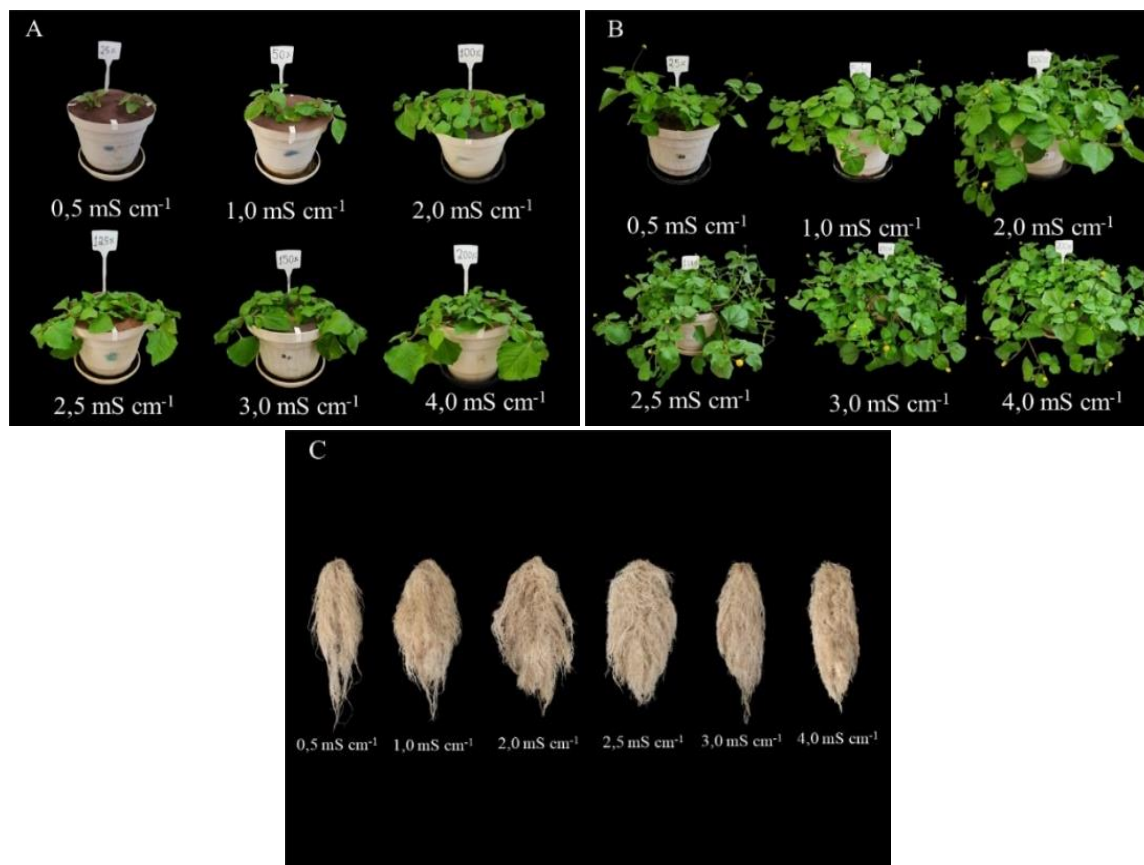 A
25%
50%
100%
0,5 mS cm⁻¹
1,0 mS cm⁻¹
2,0 mS cm⁻¹
125%
150%
200%
2,5 mS cm⁻¹
3,0 mS cm⁻¹
4,0 mS cm⁻¹
B
25%
0,5 mS cm⁻¹
1,0 mS cm⁻¹
2,0 mS cm⁻¹
2,5 mS cm⁻¹
3,0 mS cm⁻¹
4,0 mS cm⁻¹
C
0,5 mS cm⁻¹
1,0 mS cm⁻¹
2,0 mS cm⁻¹
2,5 mS cm⁻¹
3,0 mS cm⁻¹
4,0 mS cm⁻¹